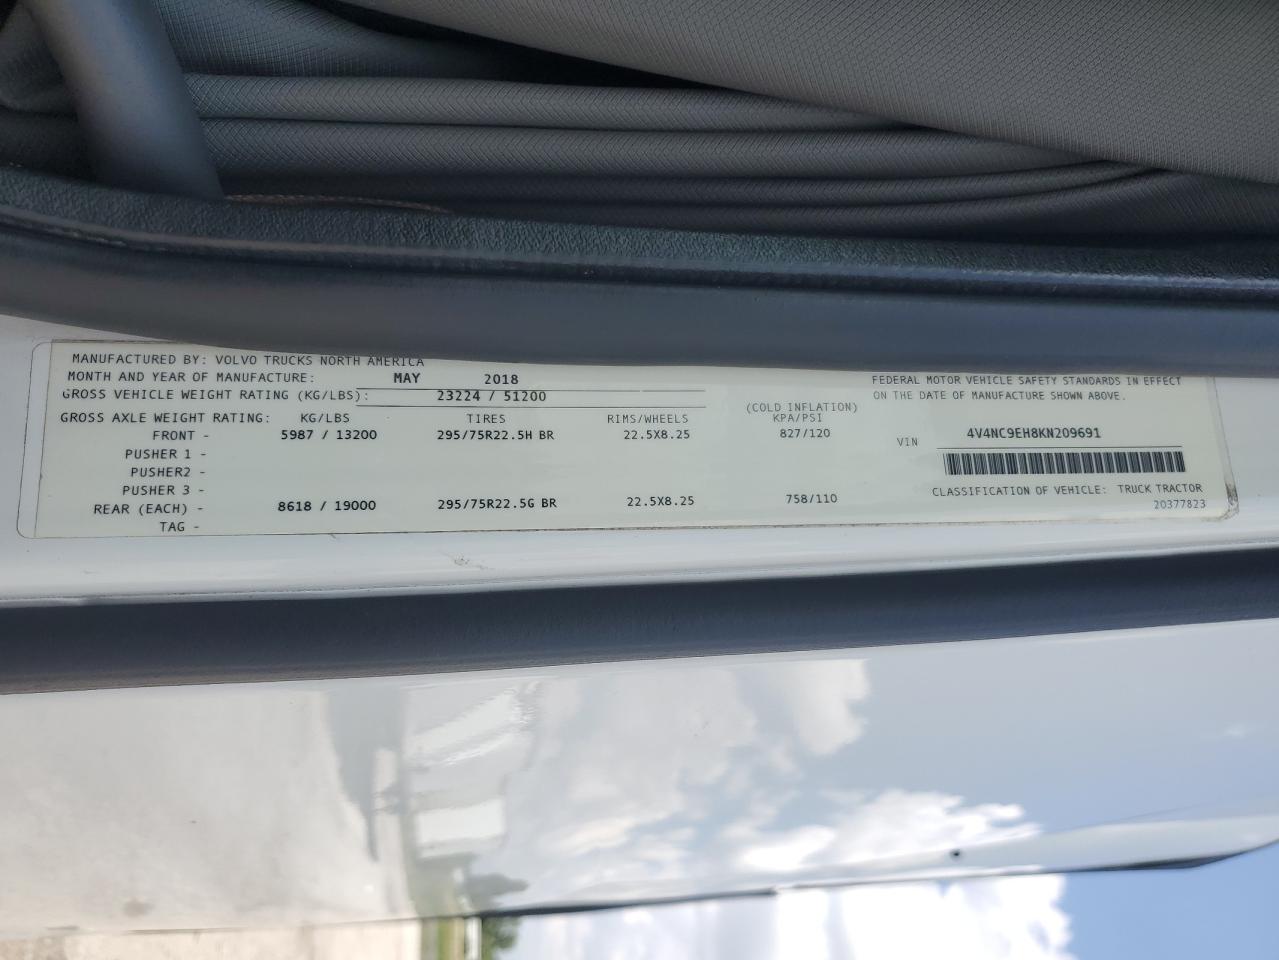 MANUFACTURED BY: VOLVO TRUCKS NORTH AMERICA
MONTH AND YEAR OF MANUFACTURE: MAY 2018
GROSS VEHICLE WEIGHT RATING (KG/LBS): 23224 / 51200
GROSS AXLE WEIGHT RATING: KG/LBS TIRES RIMS/WHEELS (COLD INFLATION) KPA/PSI
FRONT - 5987 / 13200 295/75R22.5H BR 22.5X8.25 827/120
PUSHER 1 -
PUSHER2 -
PUSHER 3 -
REAR (EACH) - 8618 / 19000 295/75R22.5G BR 22.5X8.25 758/110
TAG -
FEDERAL MOTOR VEHICLE SAFETY STANDARDS IN EFFECT
ON THE DATE OF MANUFACTURE SHOWN ABOVE.
VIN 4V4NC9EH8KN209691
CLASSIFICATION OF VEHICLE: TRUCK TRACTOR
20377823